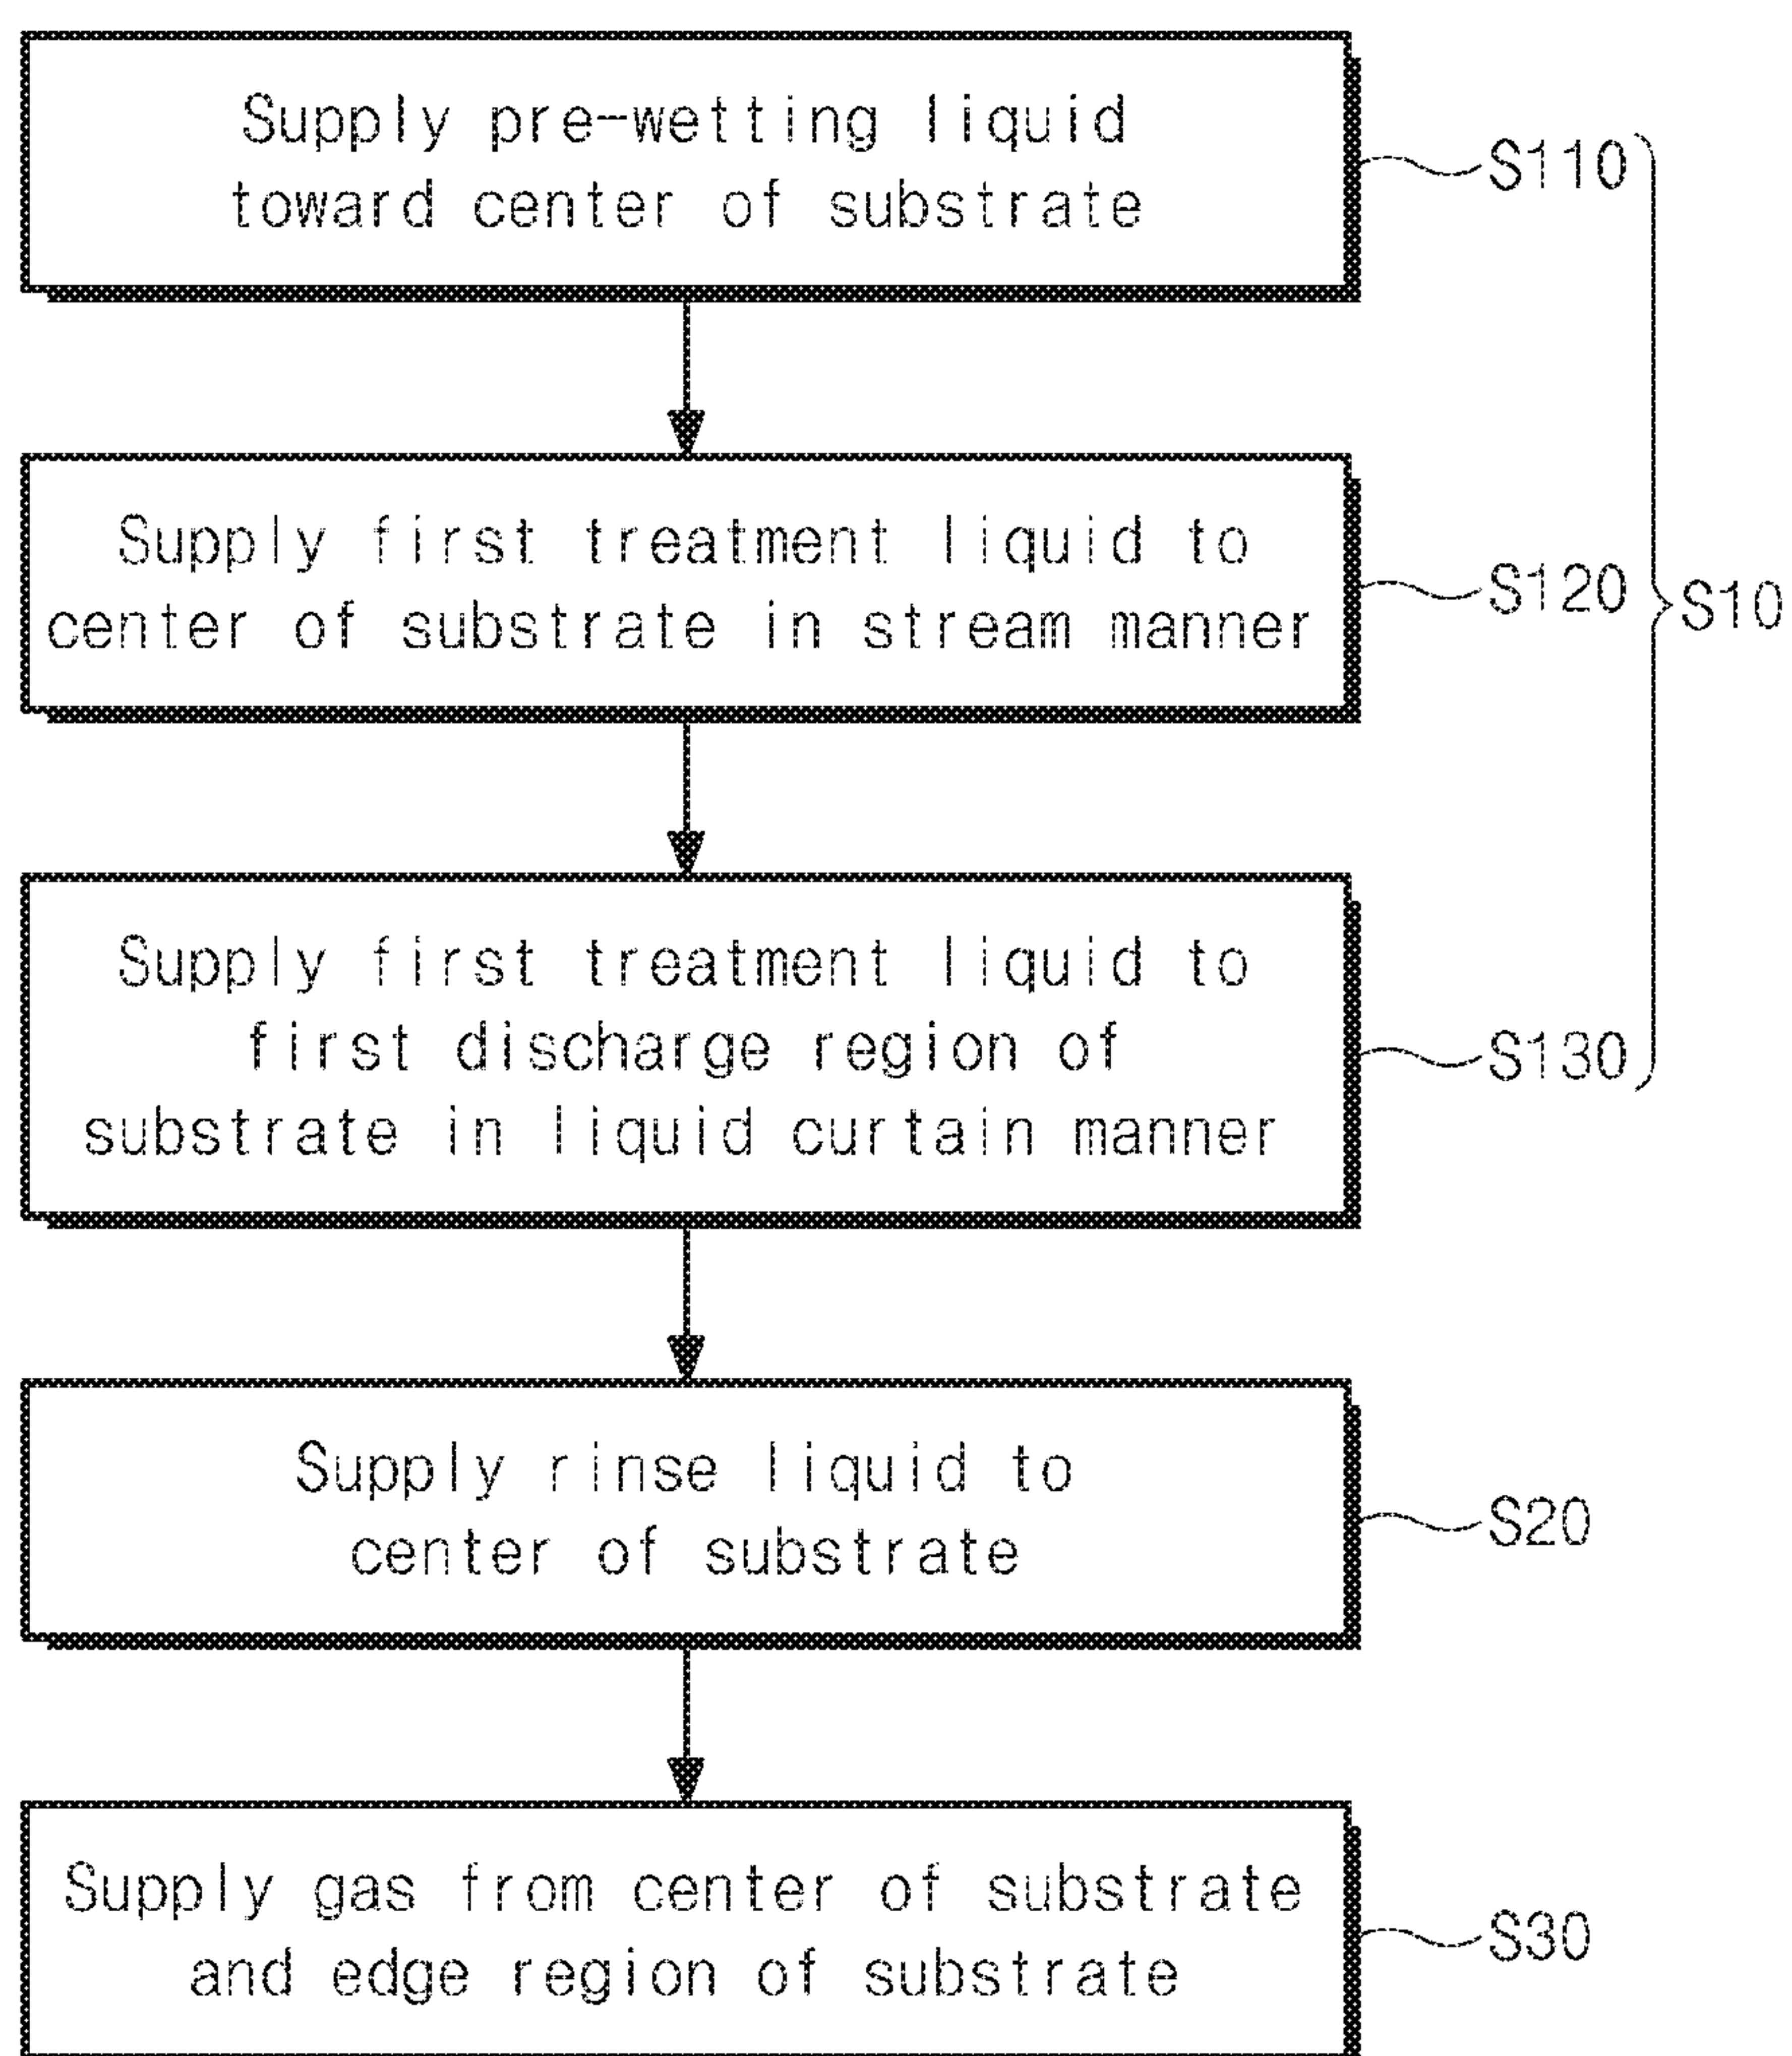 Supply pre-wetting liquid
toward center of substrate
S110
Supply first treatment liquid to
center of substrate in stream manner
S120
S10
Supply first treatment liquid to
first discharge region of
substrate in liquid curtain manner
S130
Supply rinse liquid to
center of substrate
S20
Supply gas from center of substrate
and edge region of substrate
S30